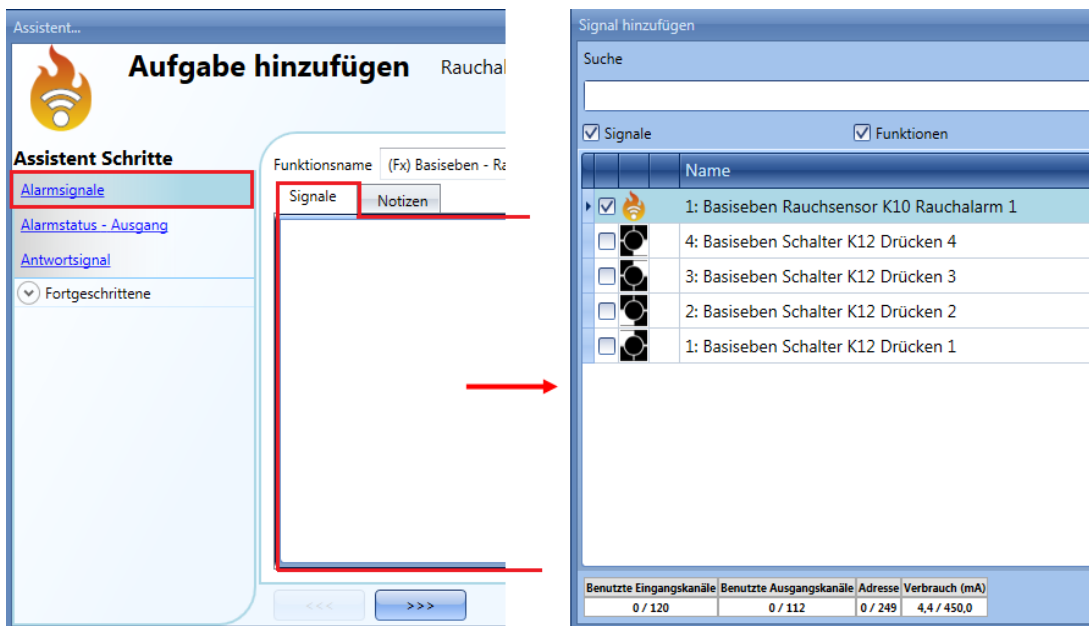 Assistent...
Aufgabe hinzufügen
Assistent Schritte
Alarmsignale
Alarmstatus - Ausgang
Antwortsignal
Fortgeschrittene
Funktionsname (Fx) Basiseben - Ra
Signale Notizen
<<< >>>
Signal hinzufügen
Suche
Signale Funktionen
Name
1: Basiseben Rauchsensor K10 Rauchalarm 1
4: Basiseben Schalter K12 Drücken 4
3: Basiseben Schalter K12 Drücken 3
2: Basiseben Schalter K12 Drücken 2
1: Basiseben Schalter K12 Drücken 1
Benutzte Eingangskanäle Benutzte Ausgangskanäle Adresse Verbrauch (mA)
0 / 120 0 / 112 0 / 249 4,4 / 450,0